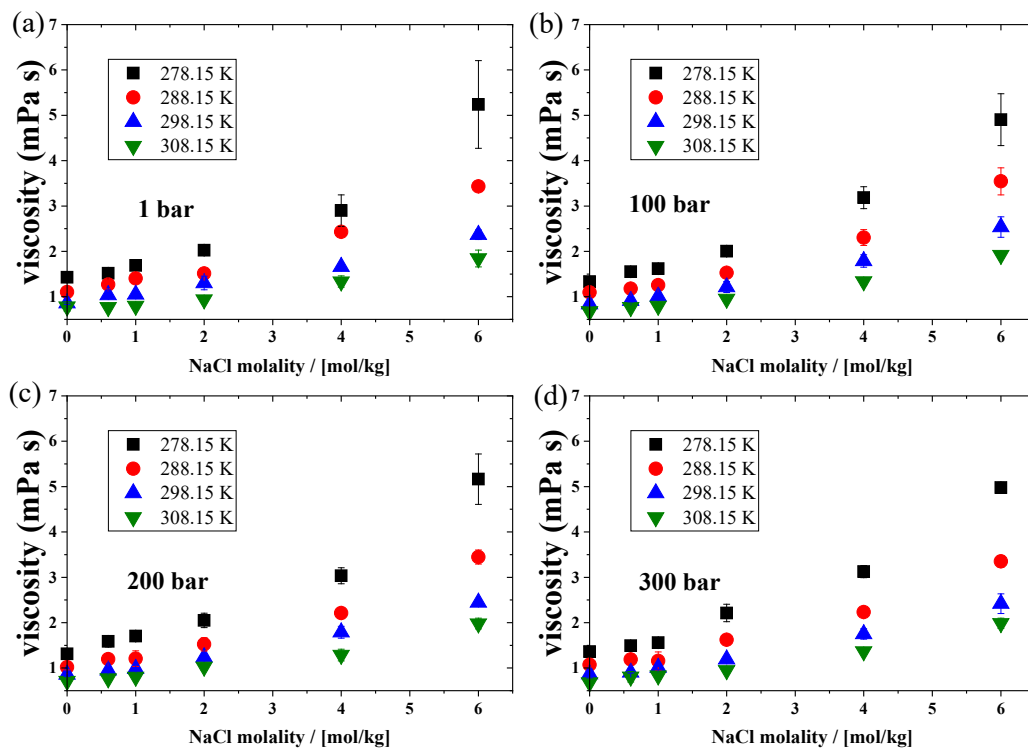 (a)
viscosity (mPa s)
7
6
5
4
3
2
1
278.15 K
288.15 K
298.15 K
308.15 K
1 bar
0 1 2 3 4 5 6
NaCl molality / [mol/kg]
(b)
viscosity (mPa s)
7
6
5
4
3
2
1
278.15 K
288.15 K
298.15 K
308.15 K
100 bar
0 1 2 3 4 5 6
NaCl molality / [mol/kg]
(c)
viscosity (mPa s)
7
6
5
4
3
2
1
278.15 K
288.15 K
298.15 K
308.15 K
200 bar
0 1 2 3 4 5 6
NaCl molality / [mol/kg]
(d)
viscosity (mPa s)
7
6
5
4
3
2
1
278.15 K
288.15 K
298.15 K
308.15 K
300 bar
0 1 2 3 4 5 6
NaCl molality / [mol/kg]